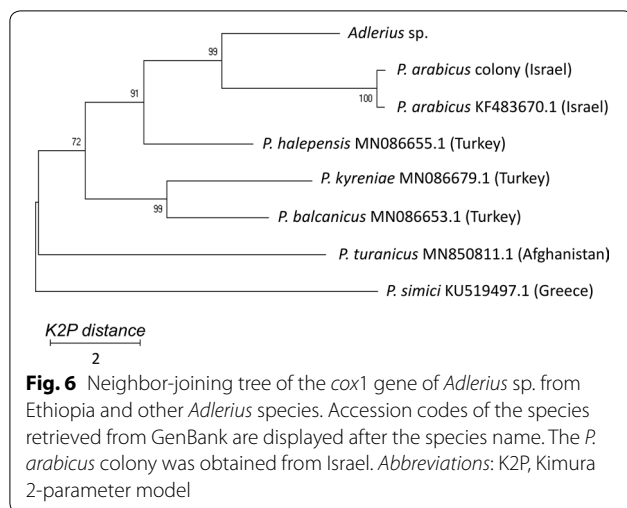 Adlerius sp.
99
P. arabicus colony (Israel)
100
P. arabicus KF483670.1 (Israel)
91
P. halepensis MN086655.1 (Turkey)
72
P. kyreniae MN086679.1 (Turkey)
99
P. balcanicus MN086653.1 (Turkey)
P. turanicus MN850811.1 (Afghanistan)
P. simici KU519497.1 (Greece)
K2P distance
2
Fig. 6 Neighbor-joining tree of the cox1 gene of Adlerius sp. from
Ethiopia and other Adlerius species. Accession codes of the species
retrieved from GenBank are displayed after the species name. The P.
arabicus colony was obtained from Israel. Abbreviations: K2P, Kimura
2-parameter model